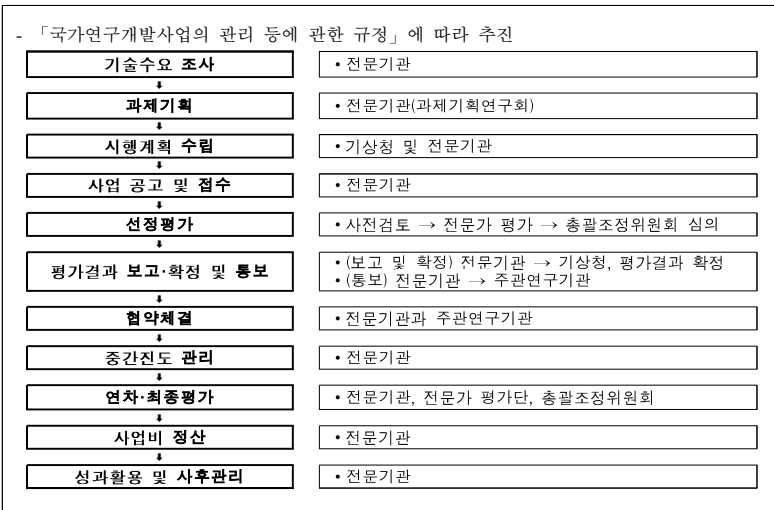 - 「국가연구개발사업의 관리 등에 관한 규정」에 따라 추진
기술수요 조사
• 전문기관
과제기획
• 전문기관(과제기획연구회)
시행계획 수립
• 기상청 및 전문기관
사업 공고 및 접수
• 전문기관
선정평가
• 사전검토 → 전문가 평가 → 총괄조정위원회 심의
평가결과 보고·확정 및 통보
• (보고 및 확정) 전문기관 → 기상청, 평가결과 확정
• (통보) 전문기관 → 주관연구기관
협약체결
• 전문기관과 주관연구기관
중간진도 관리
• 전문기관
연차·최종평가
• 전문기관, 전문가 평가단, 총괄조정위원회
사업비 정산
• 전문기관
성과활용 및 사후관리
• 전문기관